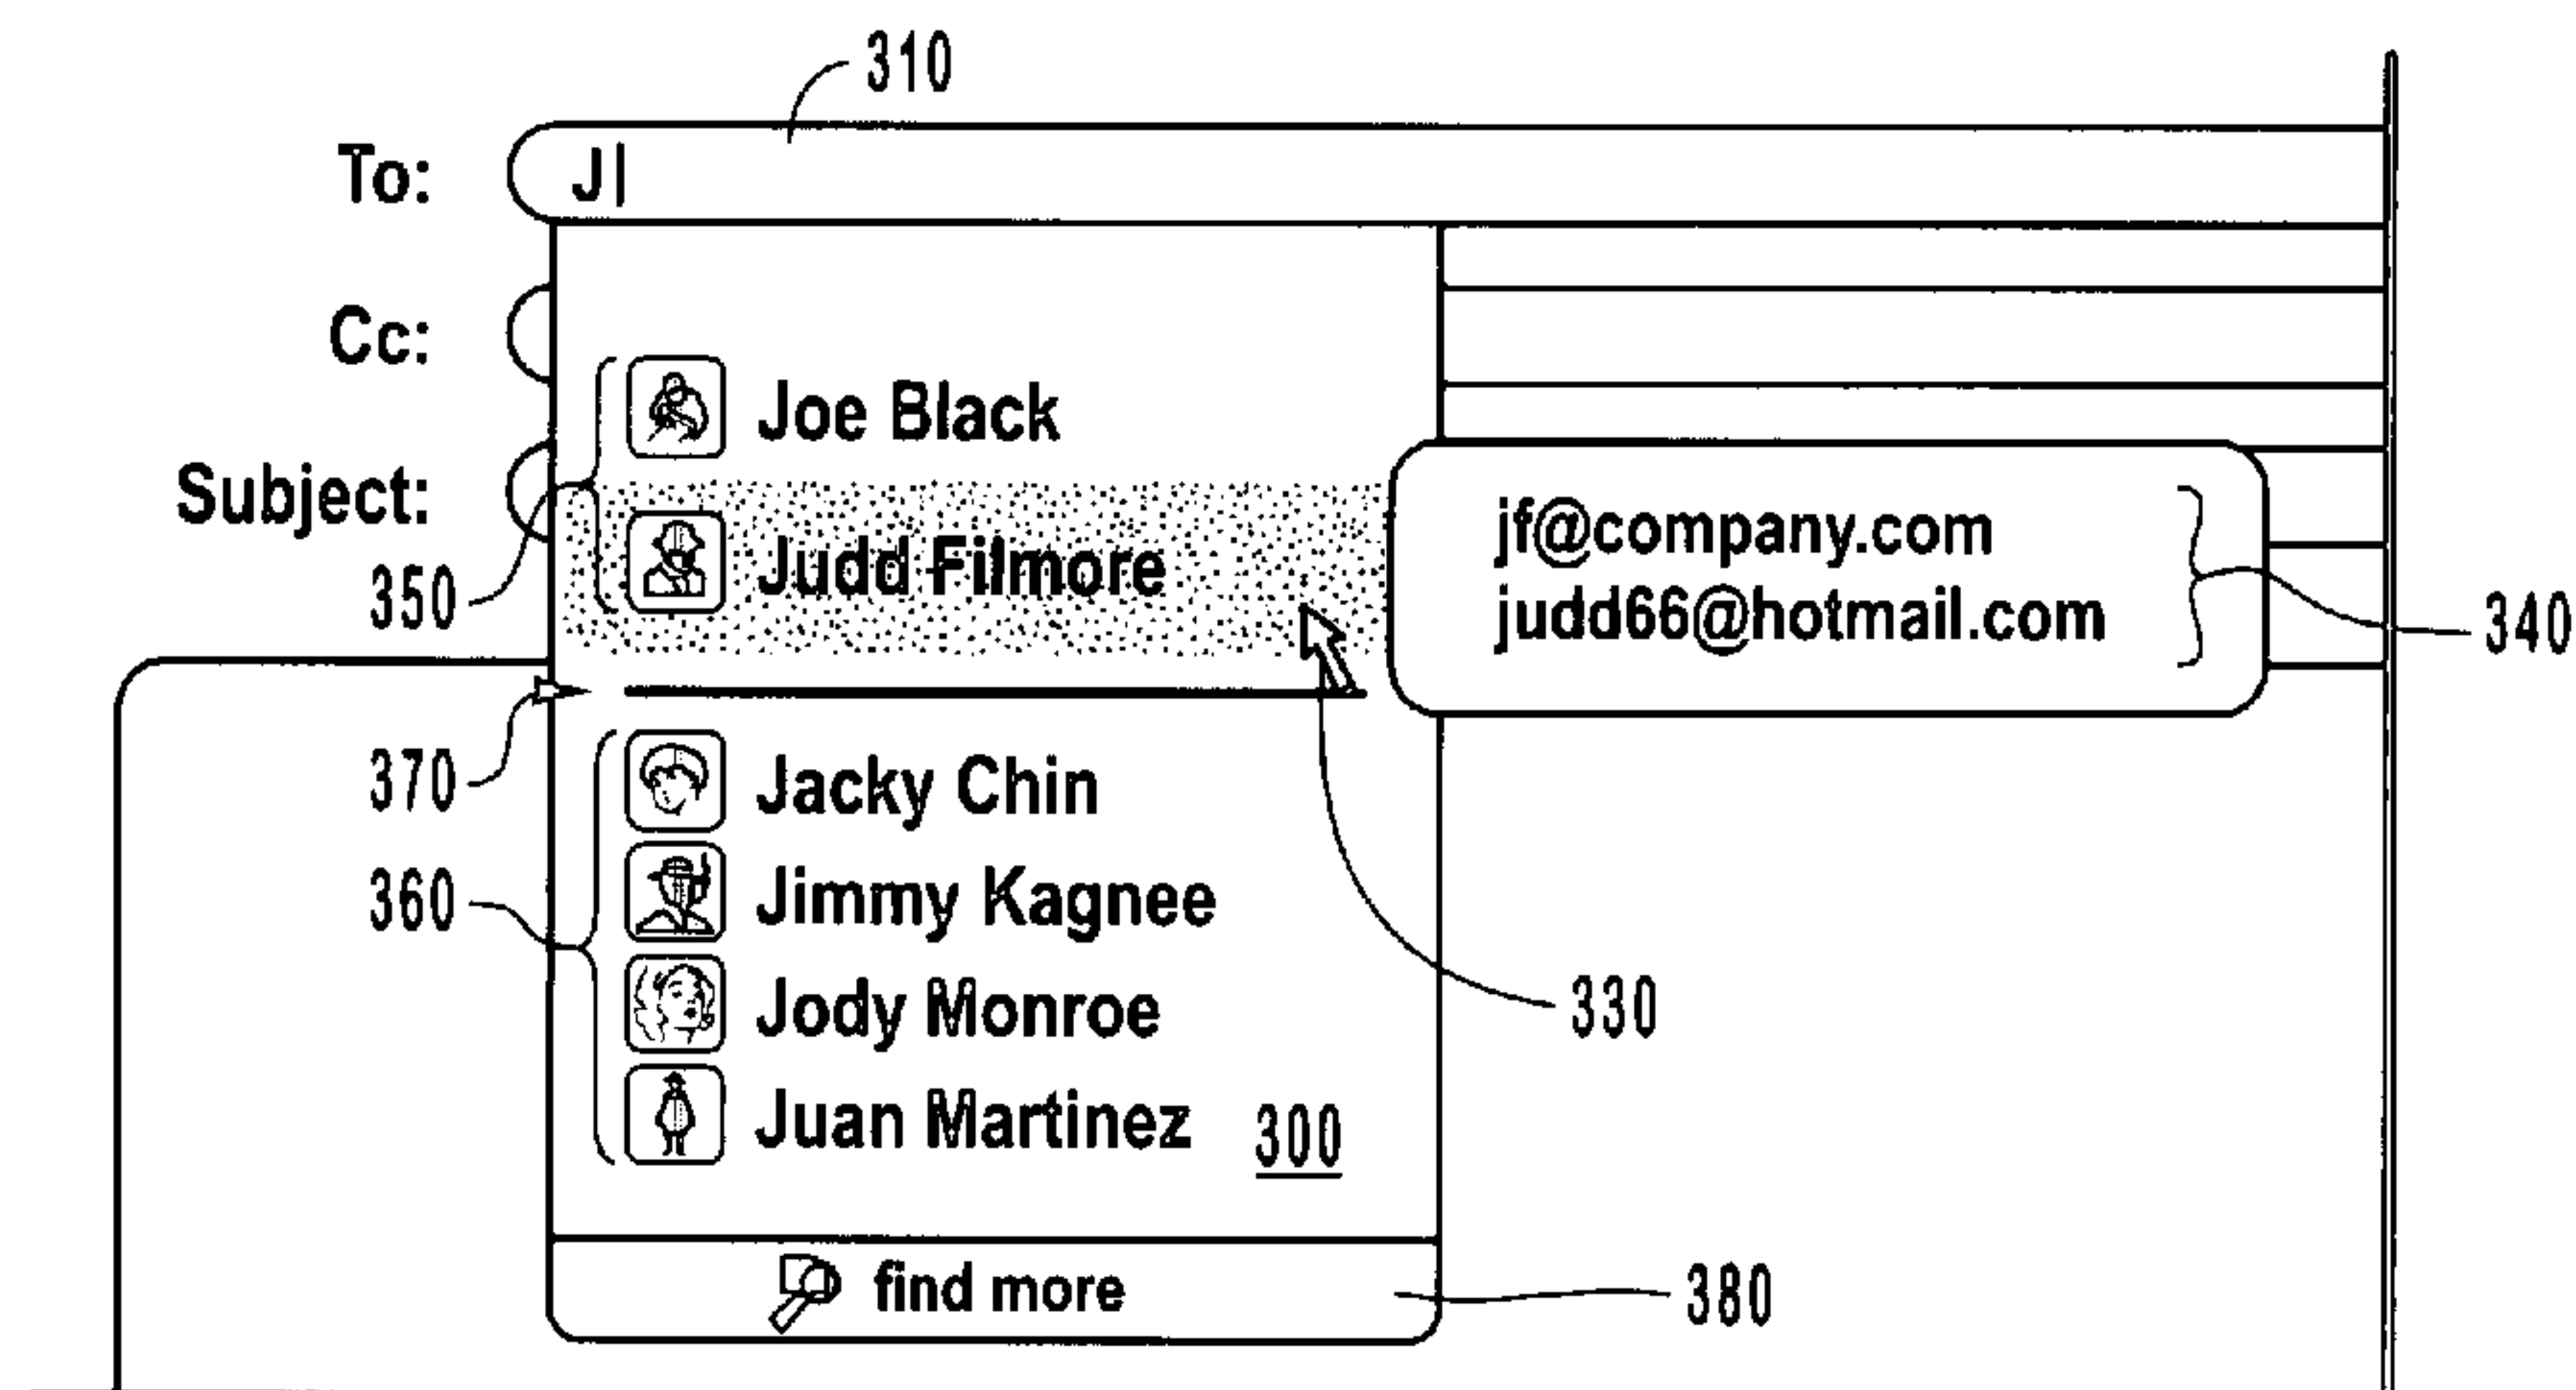 310
To: J|
Cc:
Joe Black
Subject:
jf@company.com
Judd Filmore
350
judd66@hotmail.com
340
370
Jacky Chin
360
Jimmy Kagnee
Jody Monroe
330
Juan Martinez
300
find more
380